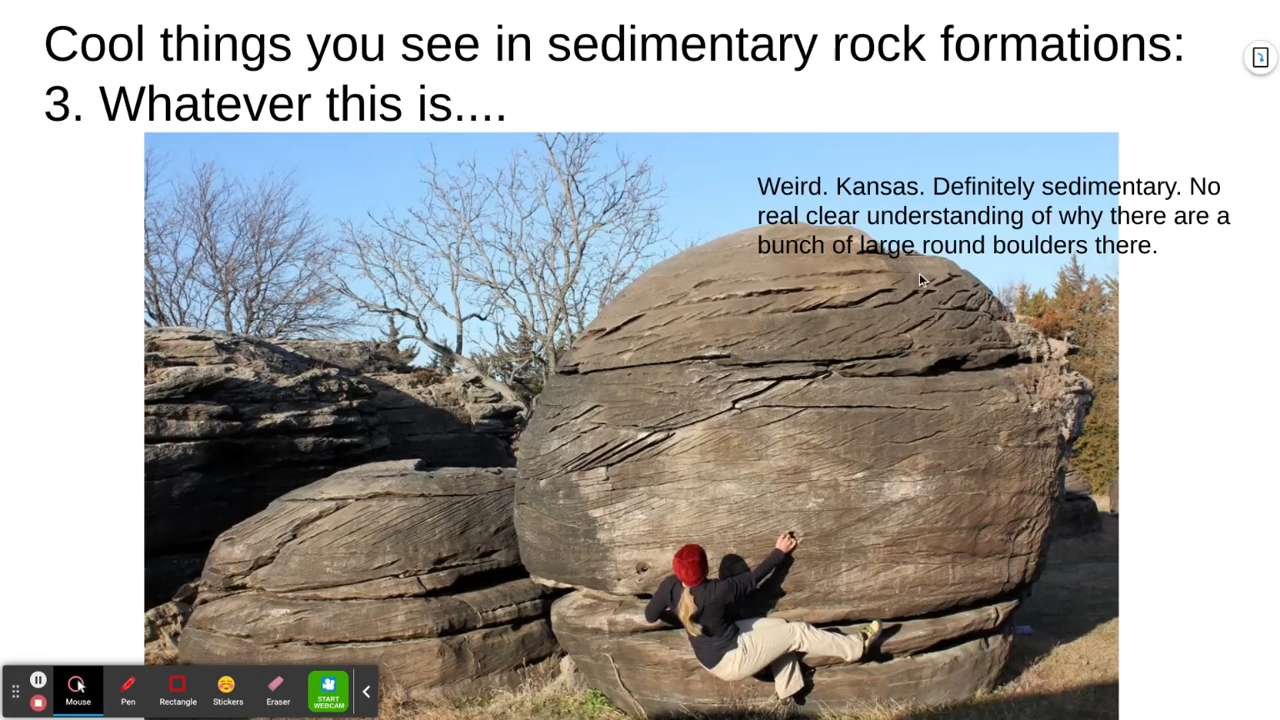 Cool things you see in sedimentary rock formations:
3. Whatever this is....
Weird. Kansas. Definitely sedimentary. No
real clear understanding of why there are a
bunch of large round boulders there.
Mouse
Pen
Rectangle
Stickers
Eraser
START
WEBCAM